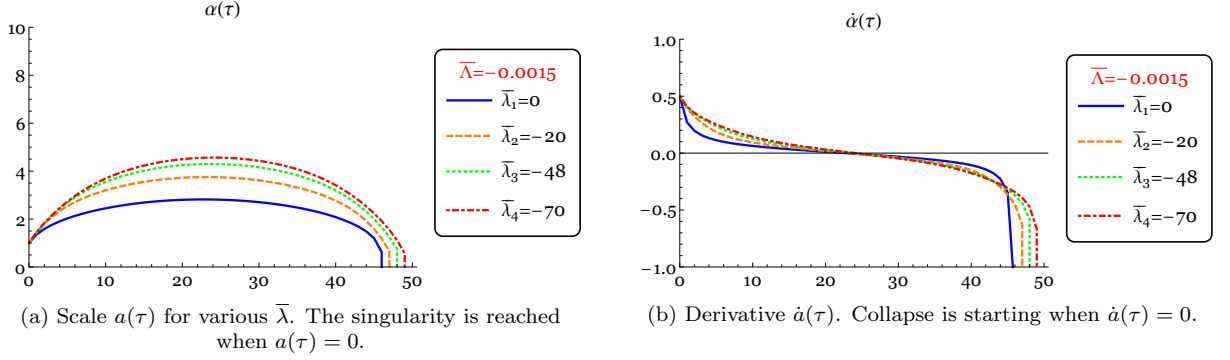 α(τ)
10
8
6
4
2
0
0 10 20 30 40 50
Λ̅=−0.0015
λ̅₁=0
λ̅₂=−20
λ̅₃=−48
λ̅₄=−70
(a) Scale a(τ) for various λ̅. The singularity is reached
when a(τ) = 0.
α̇(τ)
1.0
0.5
0.0
−0.5
−1.0
0 10 20 30 40 50
Λ̅=−0.0015
λ̅₁=0
λ̅₂=−20
λ̅₃=−48
λ̅₄=−70
(b) Derivative ȧ(τ). Collapse is starting when ȧ(τ) = 0.